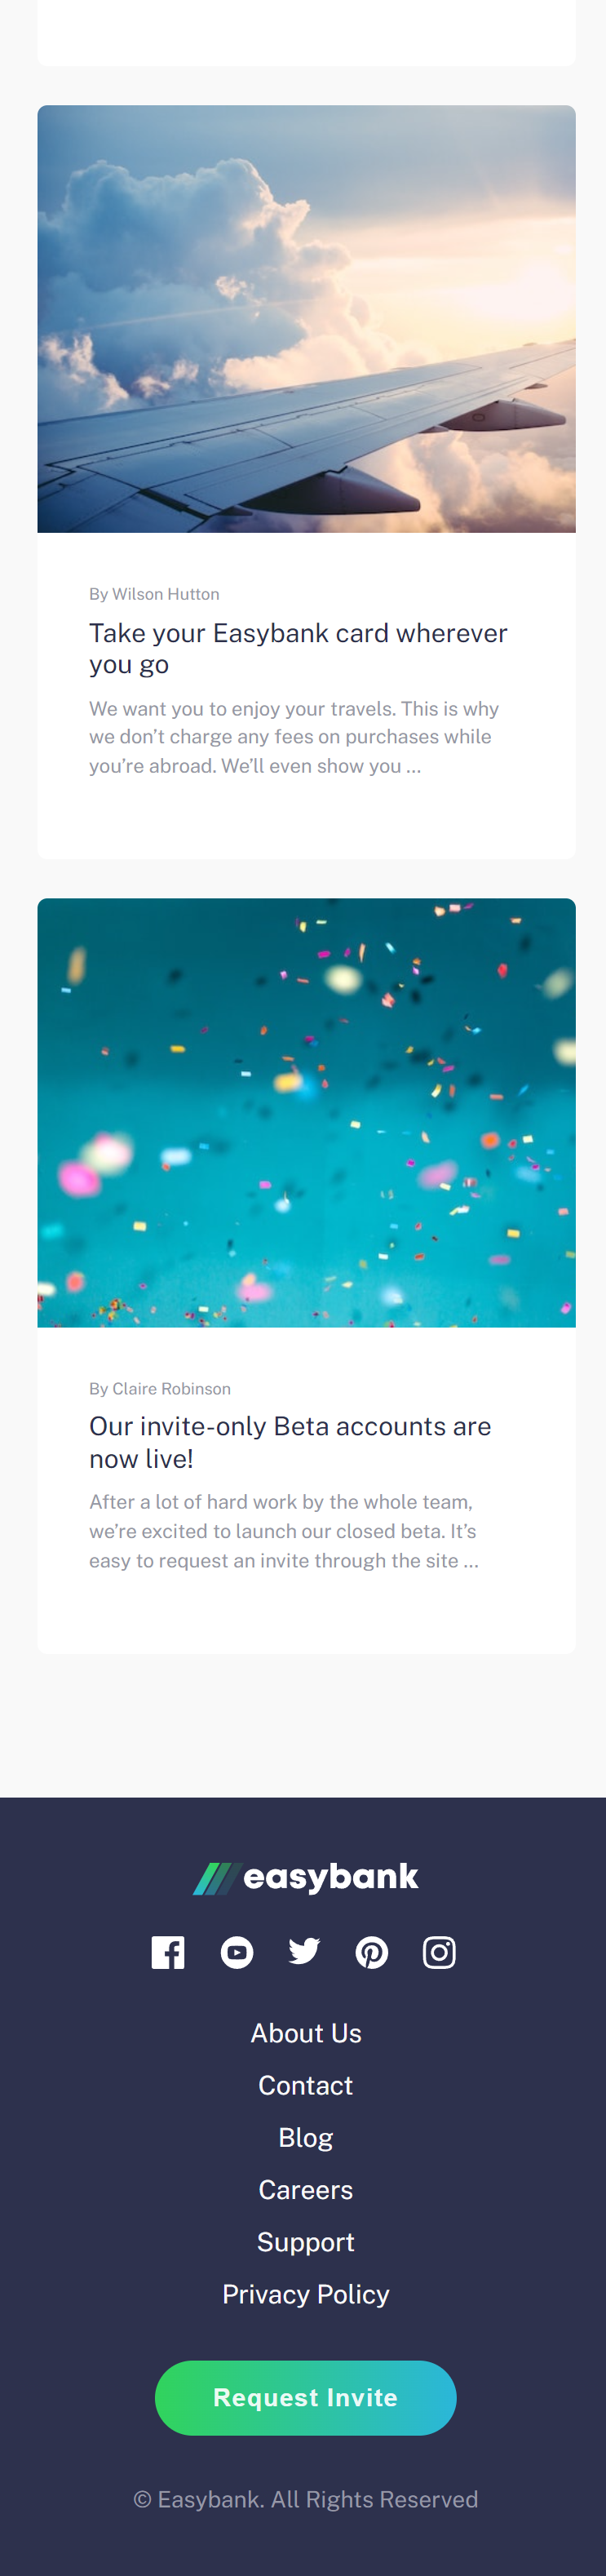 By Wilson Hutton
Take your Easybank card wherever
you go
We want you to enjoy your travels. This is why
we don’t charge any fees on purchases while
you’re abroad. We’ll even show you …
By Claire Robinson
Our invite-only Beta accounts are
now live!
After a lot of hard work by the whole team,
we’re excited to launch our closed beta. It’s
easy to request an invite through the site …
easybank
About Us
Contact
Blog
Careers
Support
Privacy Policy
Request Invite
© Easybank. All Rights Reserved